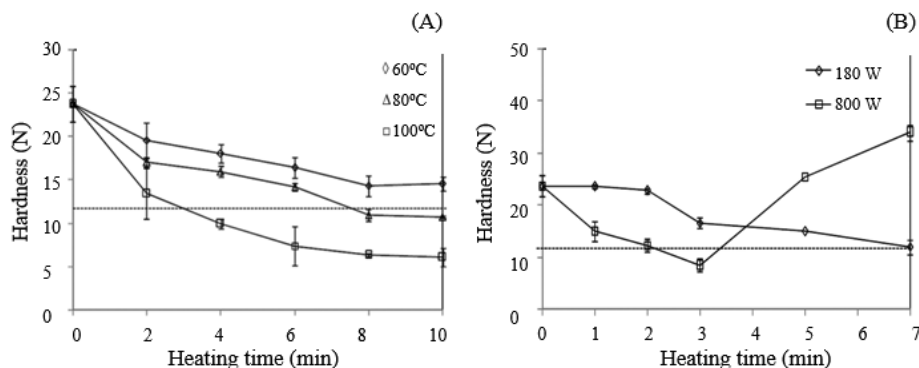 (A)
Hardness (N)
30
25
20
15
10
5
0
60ºC
80ºC
100ºC
0 2 4 6 8 10
Heating time (min)
(B)
Hardness (N)
50
40
30
20
10
0
180 W
800 W
0 1 2 3 4 5 6 7
Heating time (min)